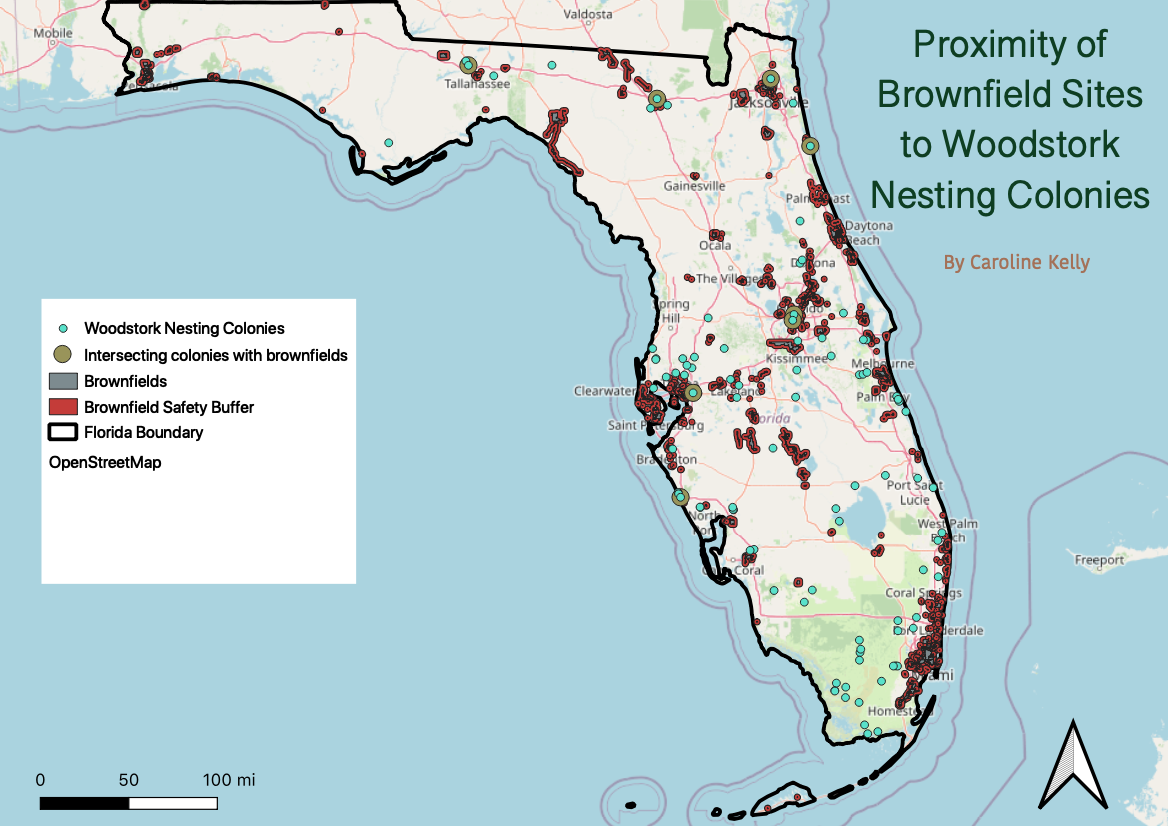 Proximity of
Brownfield Sites
to Woodstork
Nesting Colonies
By Caroline Kelly
Woodstork Nesting Colonies
Intersecting colonies with brownfields
Brownfields
Brownfield Safety Buffer
Florida Boundary
OpenStreetMap
0 50 100 mi
Mobile
Valdosta
Tallahassee
Jacksonville
Gainesville
Palm Coast
Daytona
Beach
Ocala
The Villages
Spring
Hill
Kissimmee
Melbourne
Clearwater
Lakeland
Palm Bay
Saint Petersburg
Florida
Bradenton
Port Saint
Lucie
North
Port
West Palm
Beach
Freeport
Coral
Coral Springs
Fort Lauderdale
Miami
Homestead